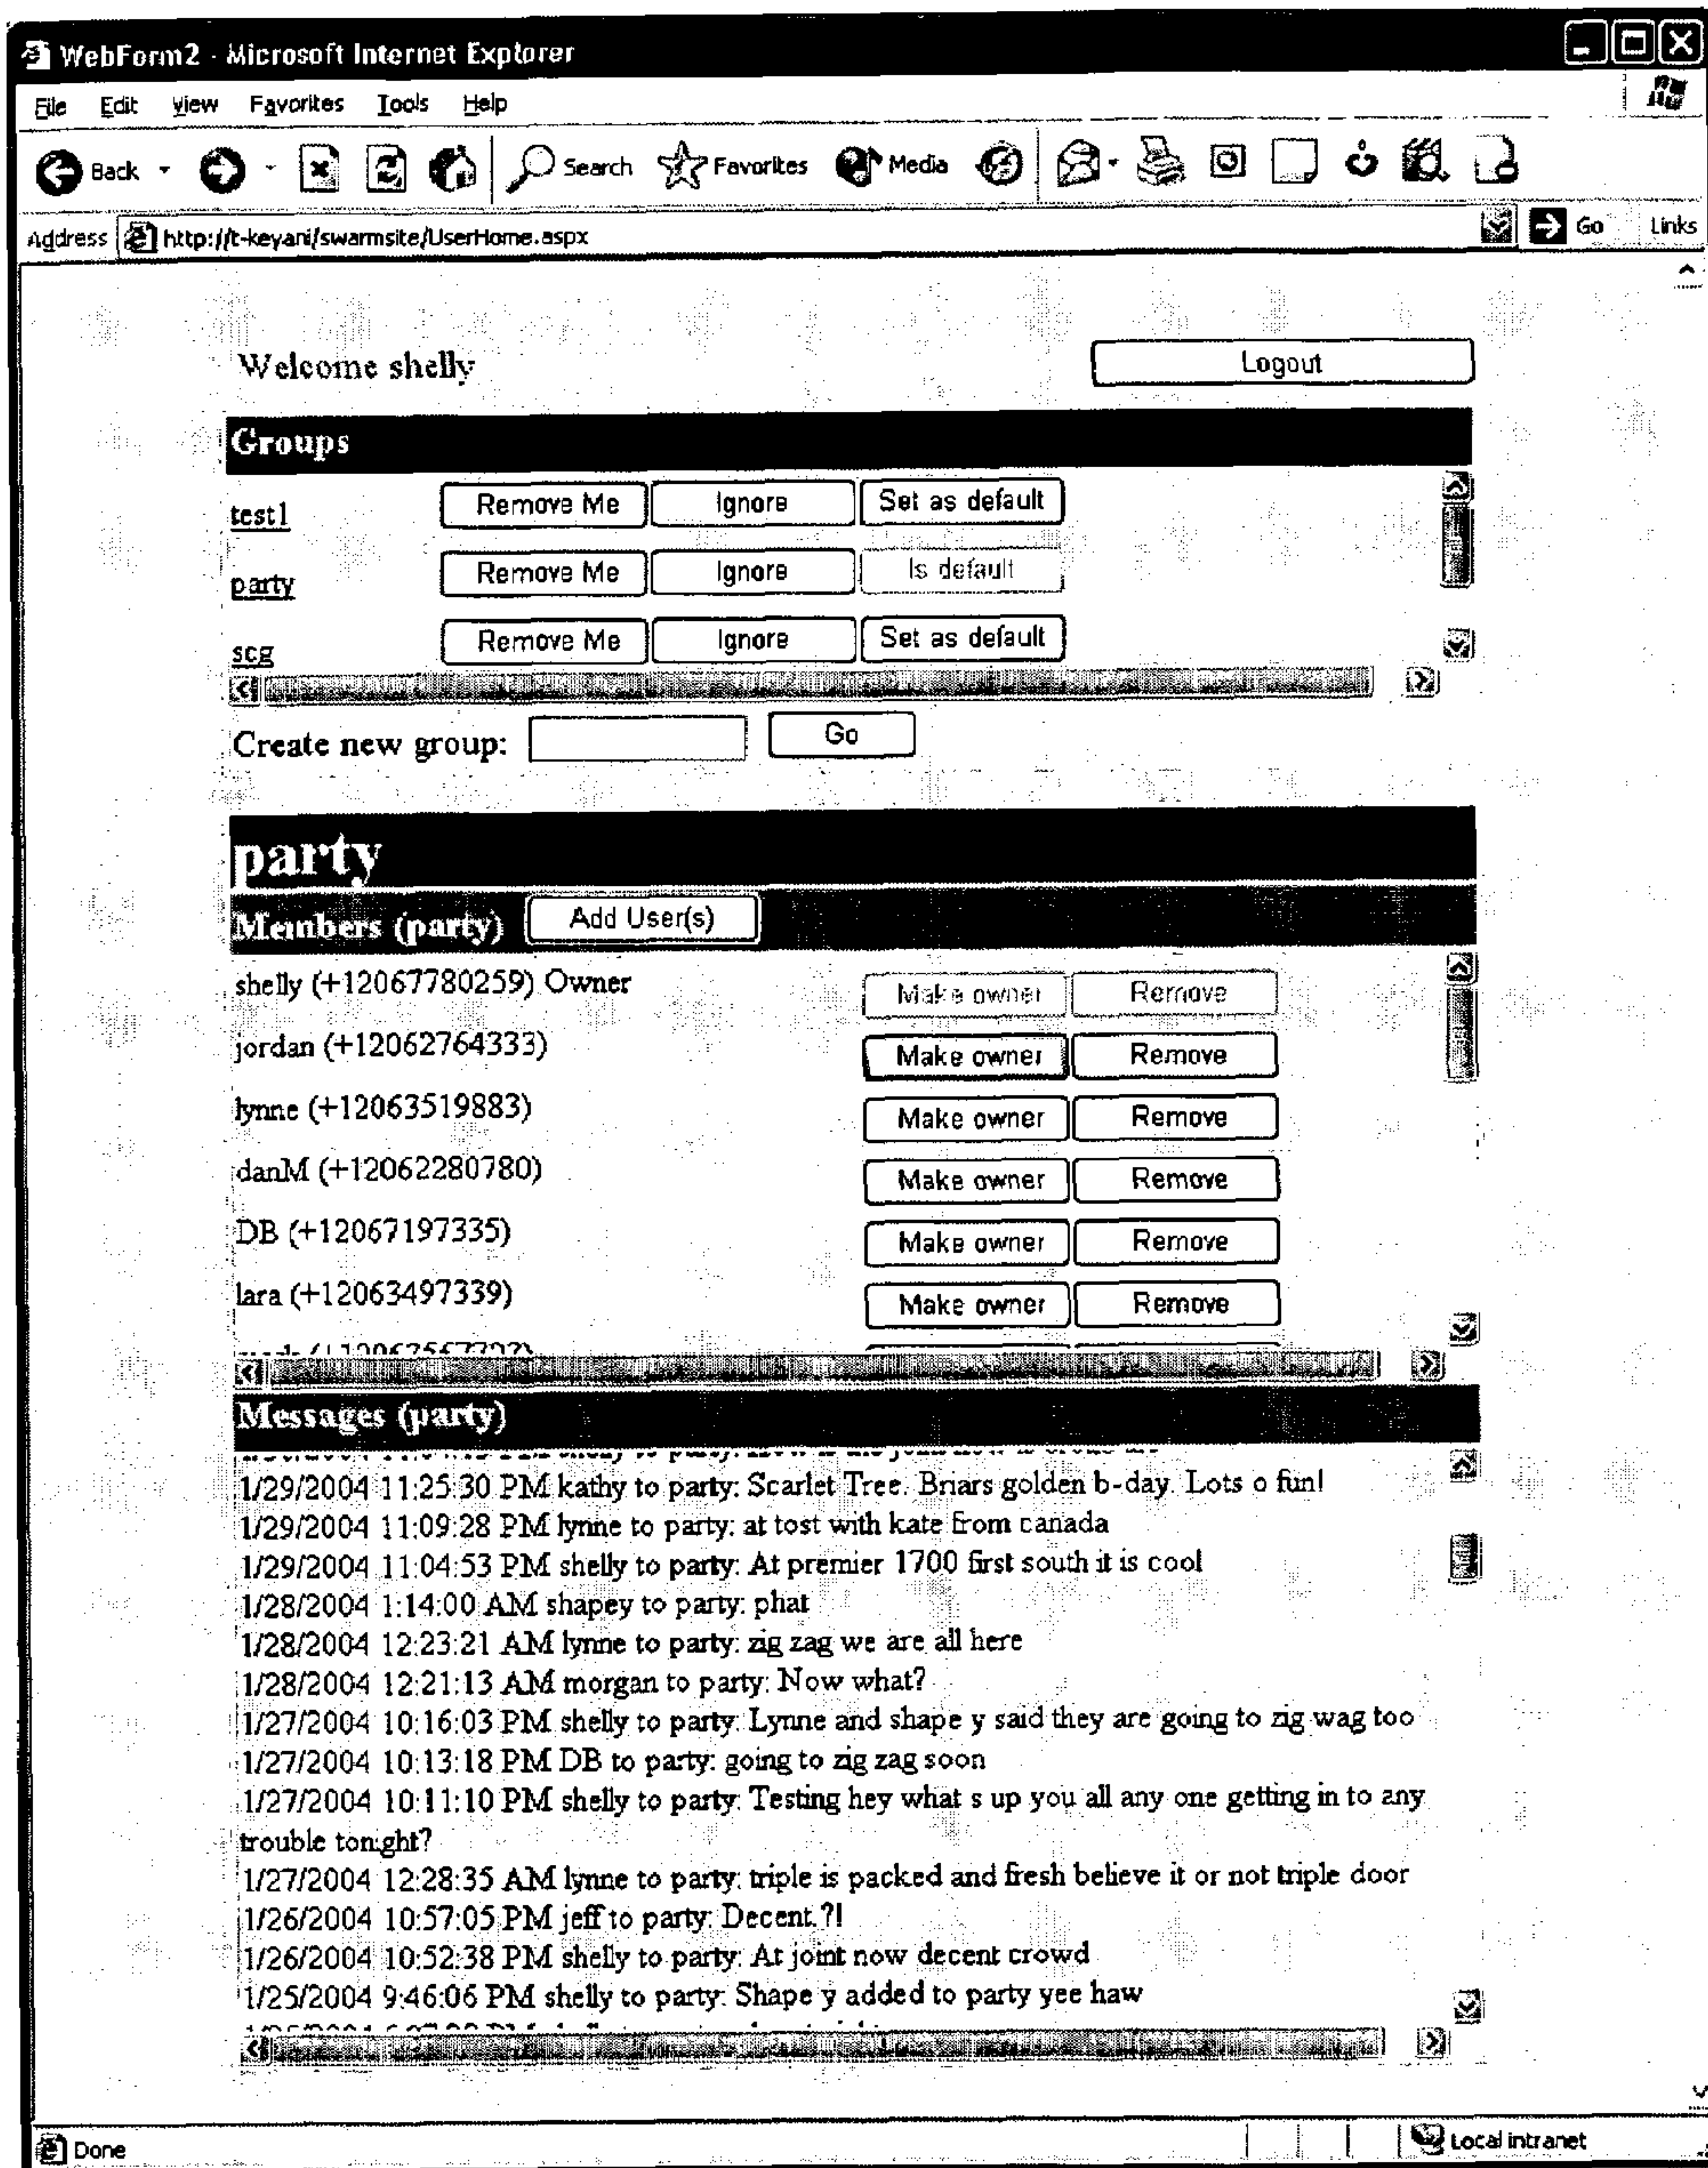 WebForm2 - Microsoft Internet Explorer
File Edit View Favorites Tools Help
Back Search Favorites Media
Address http://t-keyani/swarmsite/UserHome.aspx Go Links
Welcome shelly Logout
Groups
test1 Remove Me Ignore Set as default
party Remove Me Ignore Is default
scg Remove Me Ignore Set as default
Create new group: Go
party
Members (party) Add User(s)
shelly (+12067780259) Owner Make owner Remove
jordan (+12062764333) Make owner Remove
lynne (+12063519883) Make owner Remove
danM (+12062280780) Make owner Remove
DB (+12067197335) Make owner Remove
lara (+12063497339) Make owner Remove
Messages (party)
1/29/2004 11:25:30 PM kathy to party: Scarlet Tree. Briars golden b-day. Lots o fun!
1/29/2004 11:09:28 PM lynne to party: at tost with kate from canada
1/29/2004 11:04:53 PM shelly to party: At premier 1700 first south it is cool
1/28/2004 1:14:00 AM shapey to party: phat
1/28/2004 12:23:21 AM lynne to party: zig zag we are all here
1/28/2004 12:21:13 AM morgan to party: Now what?
1/27/2004 10:16:03 PM shelly to party: Lynne and shape y said they are going to zig wag too
1/27/2004 10:13:18 PM DB to party: going to zig zag soon
1/27/2004 10:11:10 PM shelly to party: Testing hey what s up you all any one getting in to any
trouble tonight?
1/27/2004 12:28:35 AM lynne to party: triple is packed and fresh believe it or not triple door
1/26/2004 10:57:05 PM jeff to party: Decent.?!
1/26/2004 10:52:38 PM shelly to party: At joint now decent crowd
1/25/2004 9:46:06 PM shelly to party: Shape y added to party yee haw
Done Local intranet